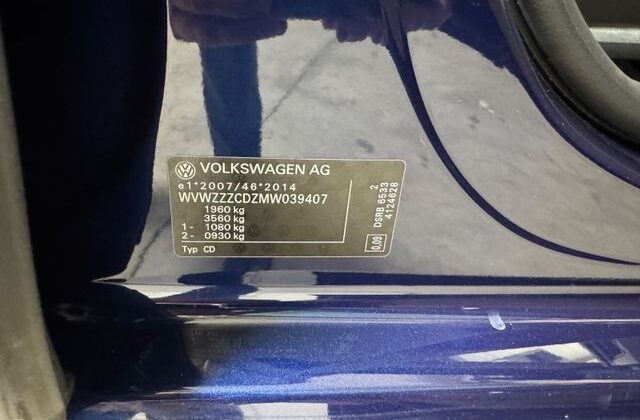 VOLKSWAGEN AG
e1*2007/46*2014
WVWZZZCDZMW039407
1960 kg
3560 kg
1 - 1080 kg
2 - 0930 kg
Typ CD
2
DSRB 6533
4124628
0,09